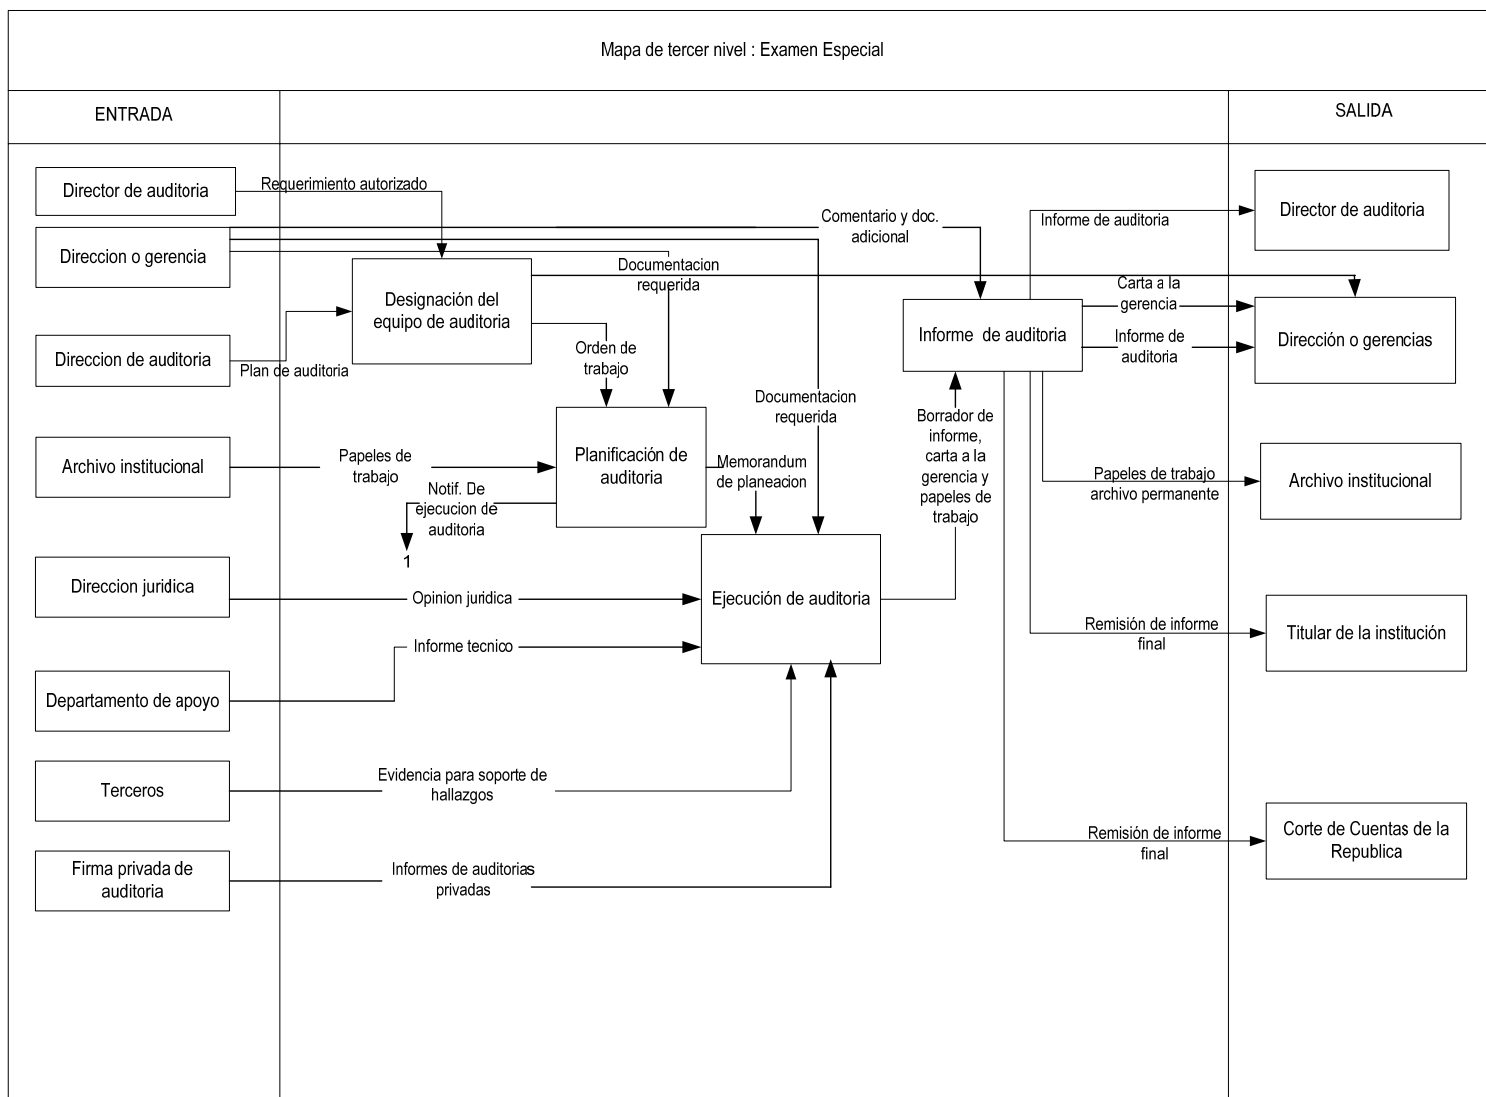 Mapa de tercer nivel : Examen Especial
ENTRADA
SALIDA
Director de auditoria
Requerimiento autorizado
Direccion o gerencia
Comentario y doc.
adicional
Informe de auditoria
Director de auditoria
Documentacion
requerida
Designación del
equipo de auditoria
Carta a la
gerencia
Informe  de auditoria
Informe de
auditoria
Dirección o gerencias
Direccion de auditoria
Plan de auditoria
Orden de
trabajo
Documentacion
requerida
Borrador de
informe,
carta a la
gerencia y
papeles de
trabajo
Archivo institucional
Papeles de
trabajo
Planificación de
auditoria
Memorandum
de planeacion
Papeles de trabajo
archivo permanente
Archivo institucional
Notif. De
ejecucion de
auditoria
1
Direccion juridica
Opinion juridica
Ejecución de auditoria
Informe tecnico
Remisión de informe
final
Titular de la institución
Departamento de apoyo
Terceros
Evidencia para soporte de
hallazgos
Remisión de informe
final
Corte de Cuentas de la
Republica
Firma privada de
auditoria
Informes de auditorias
privadas